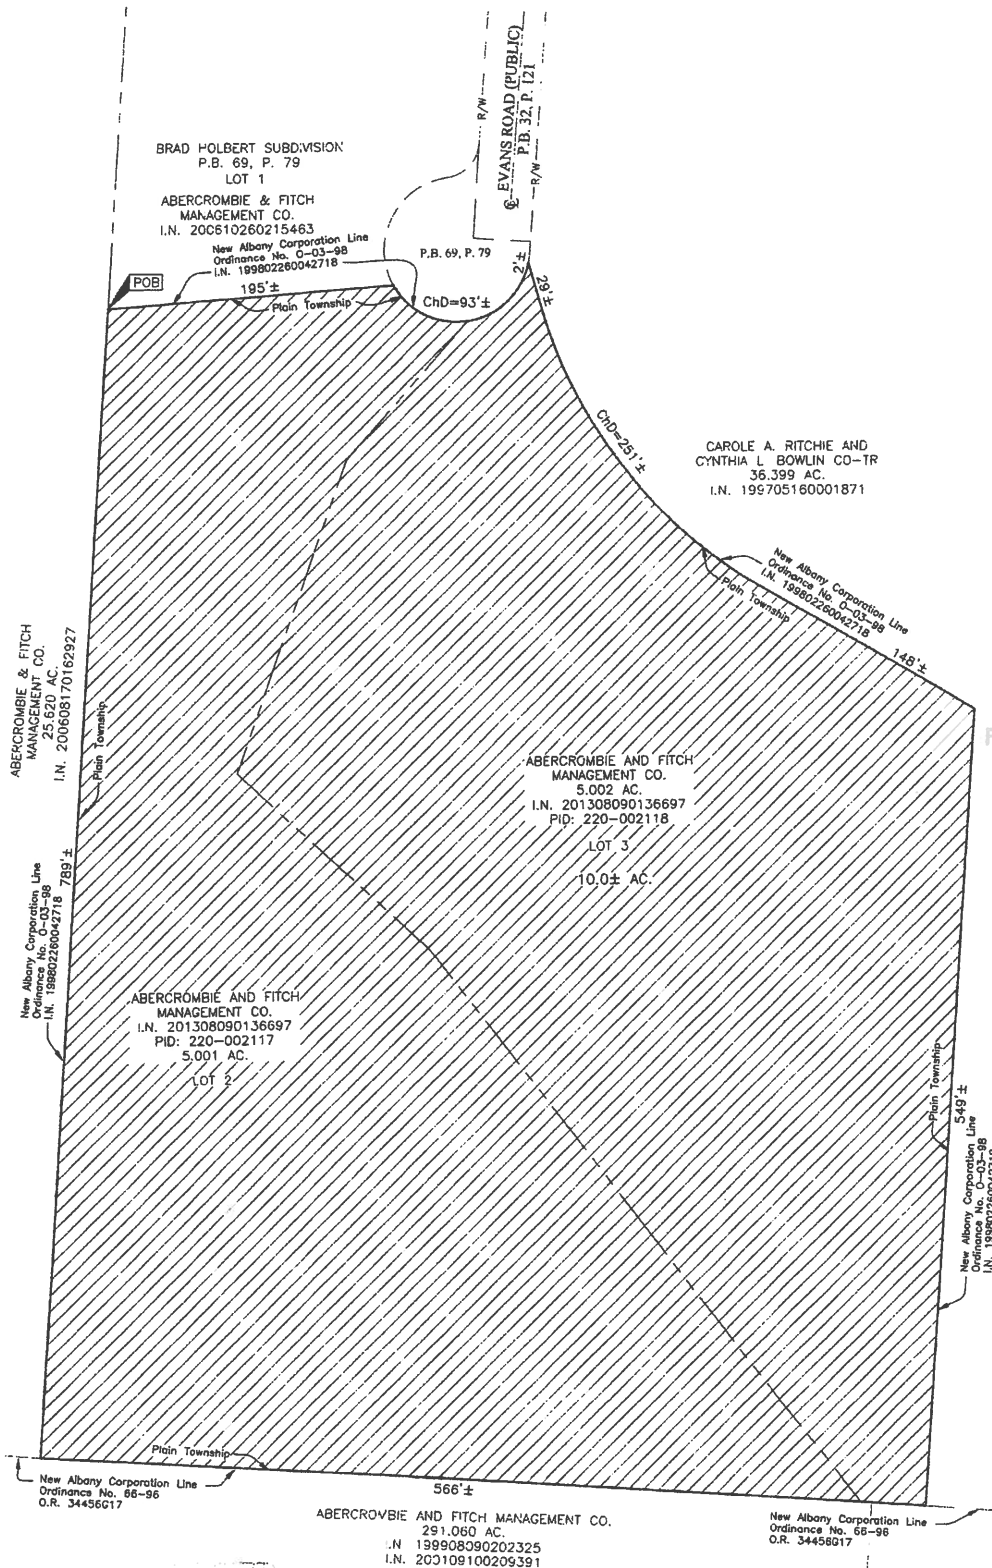 R/W
EVANS ROAD (PUBLIC)
P.B. 32, P. 121
R/W
BRAD HOLBERT SUBDIVISION
P.B. 69, P. 79
LOT 1
ABERCROMBIE & FITCH
MANAGEMENT CO.
I.N. 200610260215463
New Albany Corporation Line
Ordinance No. O-03-98
I.N. 199802260042718
P.B. 69, P. 79
POB
195'±
Plain Township
ChD=93'±
2'±
29'±
ChD=251'±
CAROLE A. RITCHIE AND
CYNTHIA L BOWLIN CO-TR
36.399 AC.
I.N. 199705160001871
New Albany Corporation Line
Ordinance No. O-03-98
I.N. 199802260042718
Plain Township
148'±
ABERCROMBIE & FITCH
MANAGEMENT CO.
25.620 AC.
I.N. 200608170162927
Plain Township
ABERCROMBIE AND FITCH
MANAGEMENT CO.
5.002 AC.
I.N. 201308090136697
PID: 220-002118
LOT 3
10.0± AC.
789'±
New Albany Corporation Line
Ordinance No. O-03-98
I.N. 199802260042718
ABERCROMBIE AND FITCH
MANAGEMENT CO.
I.N. 201308090136697
PID: 220-002117
5.001 AC.
LOT 2
Plain Township
549'±
New Albany Corporation Line
Ordinance No. O-03-98
I.N.
Plain Township
New Albany Corporation Line
Ordinance No. 66-96
O.R. 34456G17
566'±
ABERCROMBIE AND FITCH MANAGEMENT CO.
291.060 AC.
I.N 199908090202325
I.N. 200109100209391
New Albany Corporation Line
Ordinance No. 66-96
O.R. 34456G17